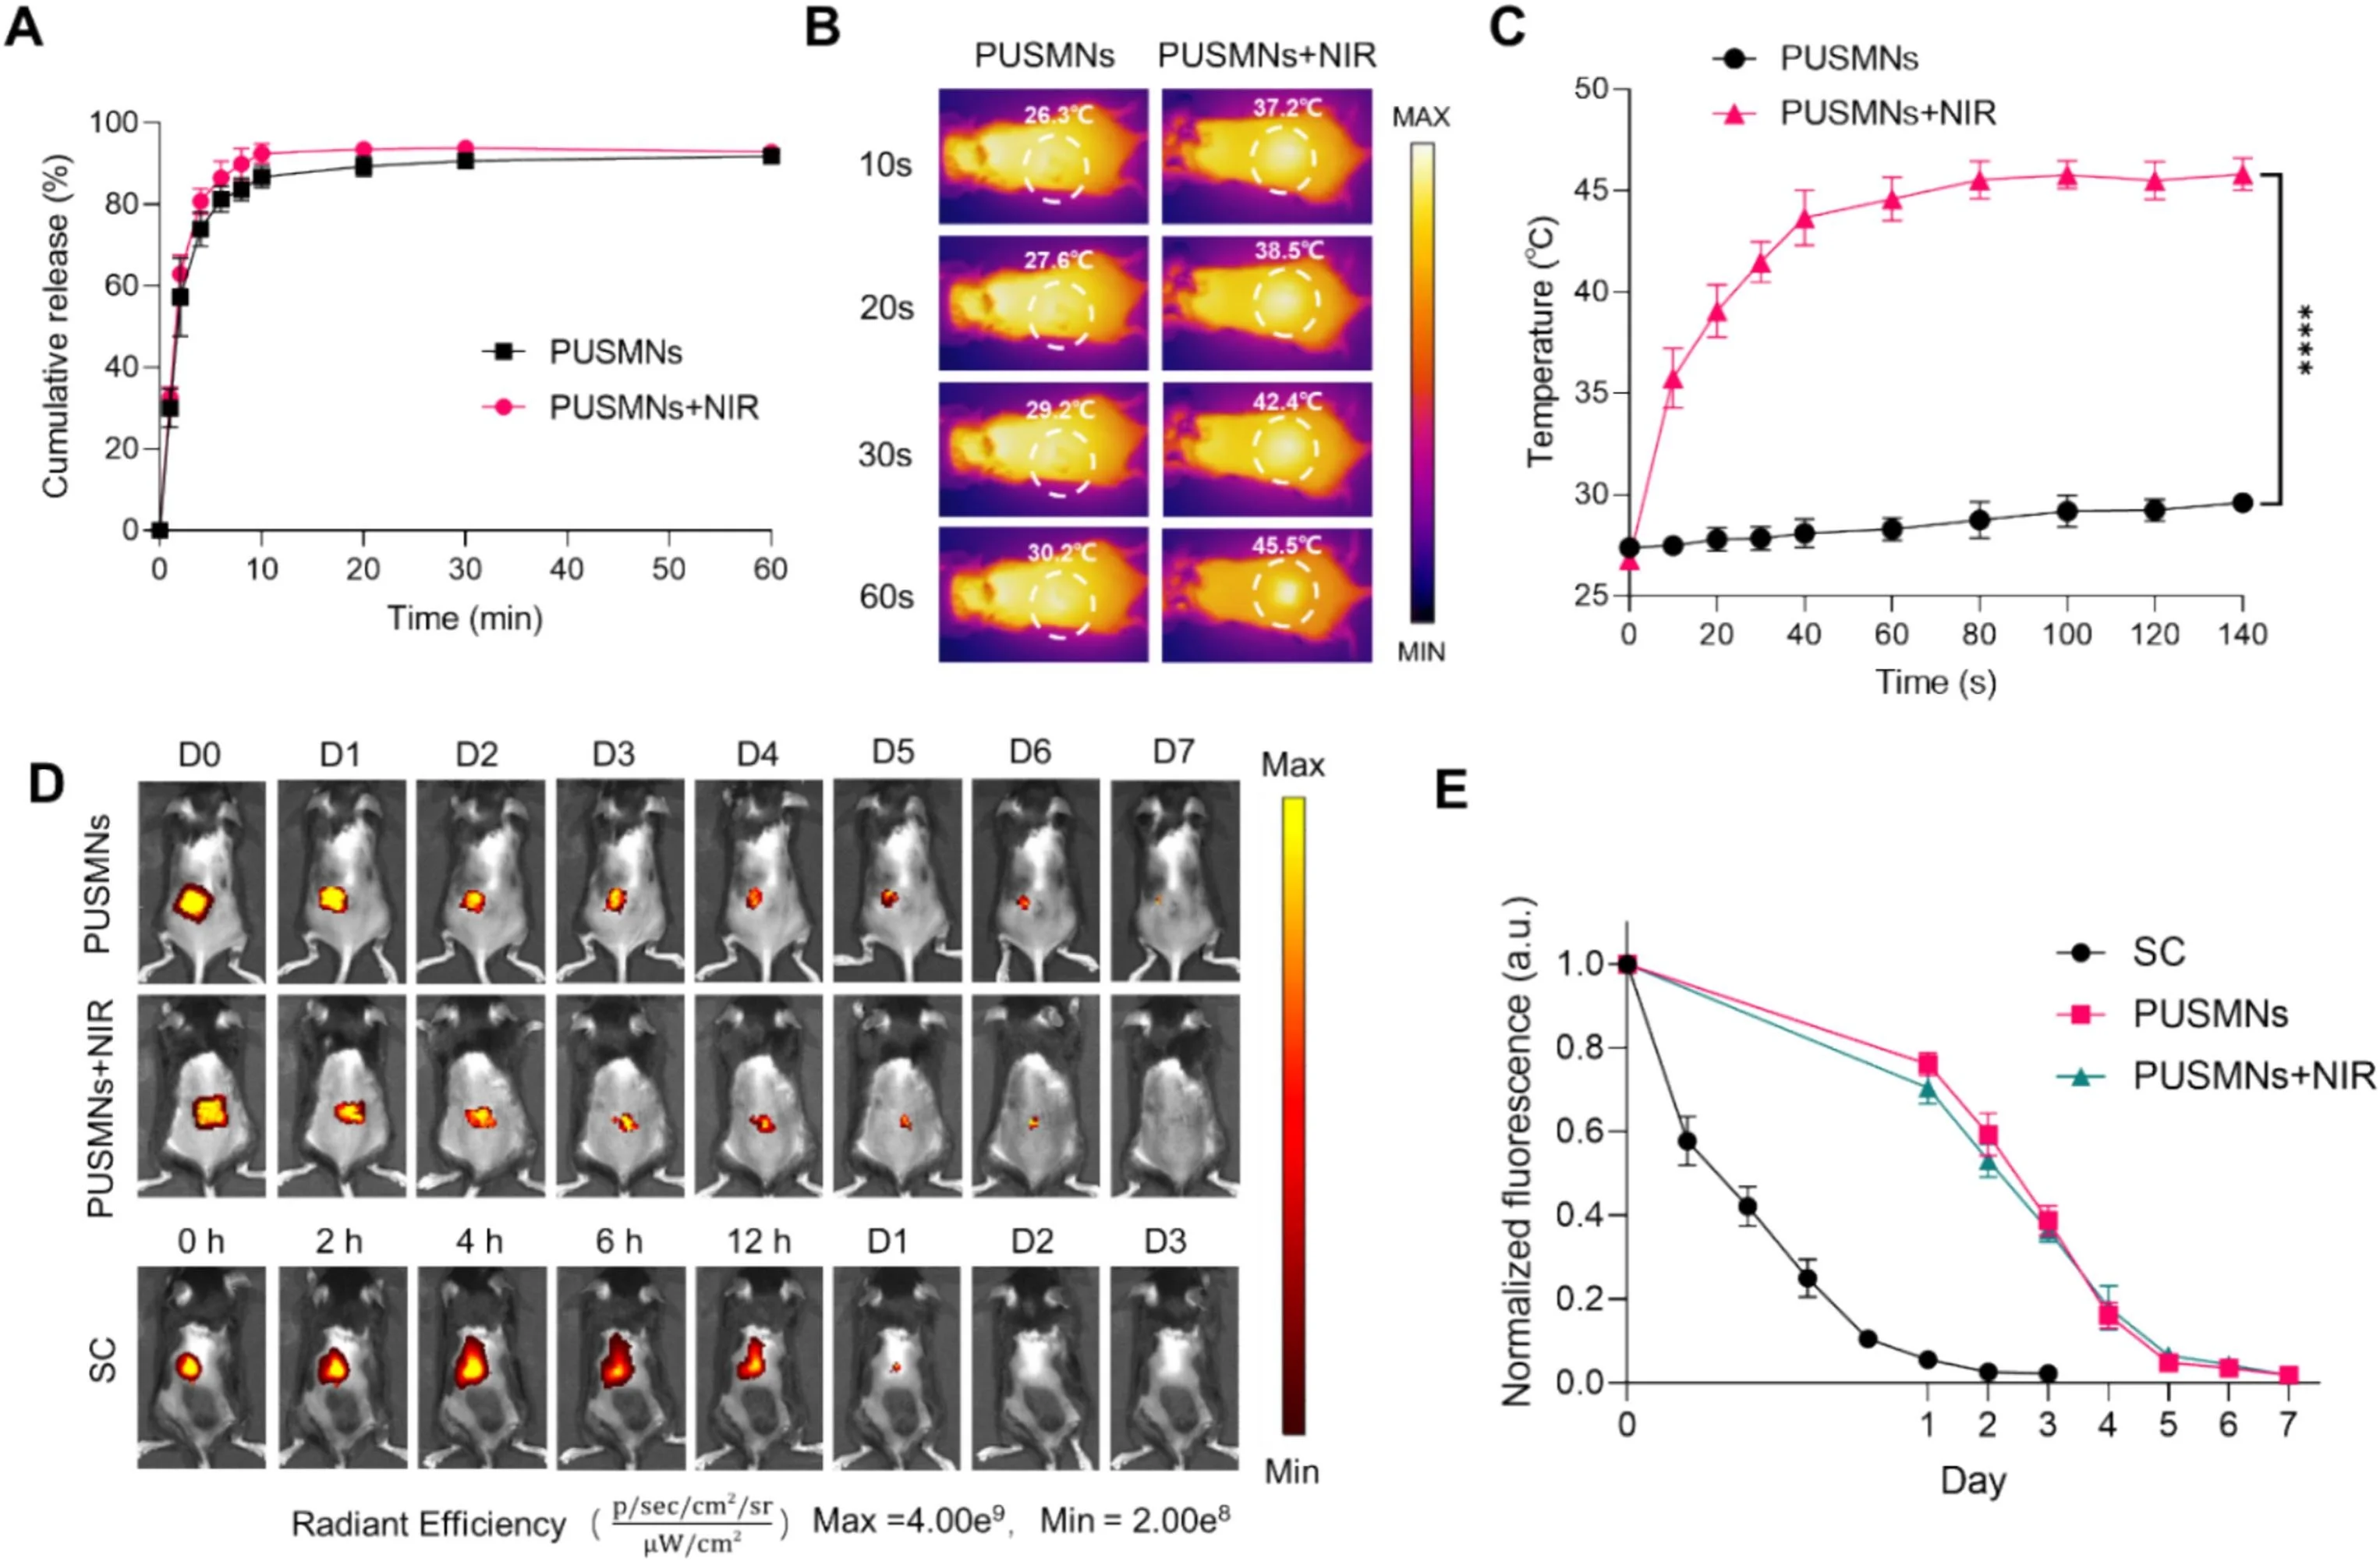 A
Cumulative release (%)
100
80
60
40
20
0
0 10 20 30 40 50 60
Time (min)
PUSMNs
PUSMNs+NIR
B
PUSMNs PUSMNs+NIR
10s
26.3℃ 37.2℃
20s
27.6℃ 38.5℃
30s
29.2℃ 42.4℃
60s
30.2℃ 45.5℃
MAX
MIN
C
PUSMNs
PUSMNs+NIR
Temperature (℃)
50
45
40
35
30
25
0 20 40 60 80 100 120 140
Time (s)
****
D
D0 D1 D2 D3 D4 D5 D6 D7
PUSMNs
PUSMNs+NIR
0 h 2 h 4 h 6 h 12 h D1 D2 D3
SC
Max
Min
Radiant Efficiency ( p/sec/cm²/sr / μW/cm² ) Max =4.00e⁹, Min = 2.00e⁸
E
Normalized fluorescence (a.u.)
1.0
0.8
0.6
0.4
0.2
0.0
0 1 2 3 4 5 6 7
Day
SC
PUSMNs
PUSMNs+NIR